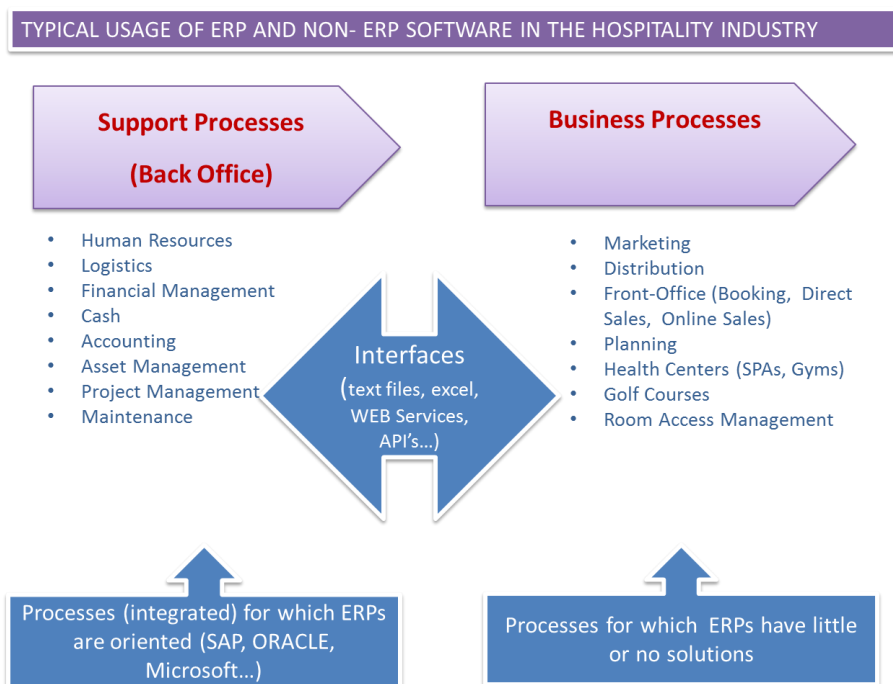 TYPICAL USAGE OF ERP AND NON- ERP SOFTWARE IN THE HOSPITALITY INDUSTRY
Support Processes
(Back Office)
• Human Resources
• Logistics
• Financial Management
• Cash
• Accounting
• Asset Management
• Project Management
• Maintenance
Interfaces
(text files, excel,
WEB Services,
API's...)
Business Processes
• Marketing
• Distribution
• Front-Office (Booking, Direct
Sales, Online Sales)
• Planning
• Health Centers (SPAs, Gyms)
• Golf Courses
• Room Access Management
Processes (integrated) for which ERPs
are oriented (SAP, ORACLE,
Microsoft...)
Processes for which ERPs have little
or no solutions